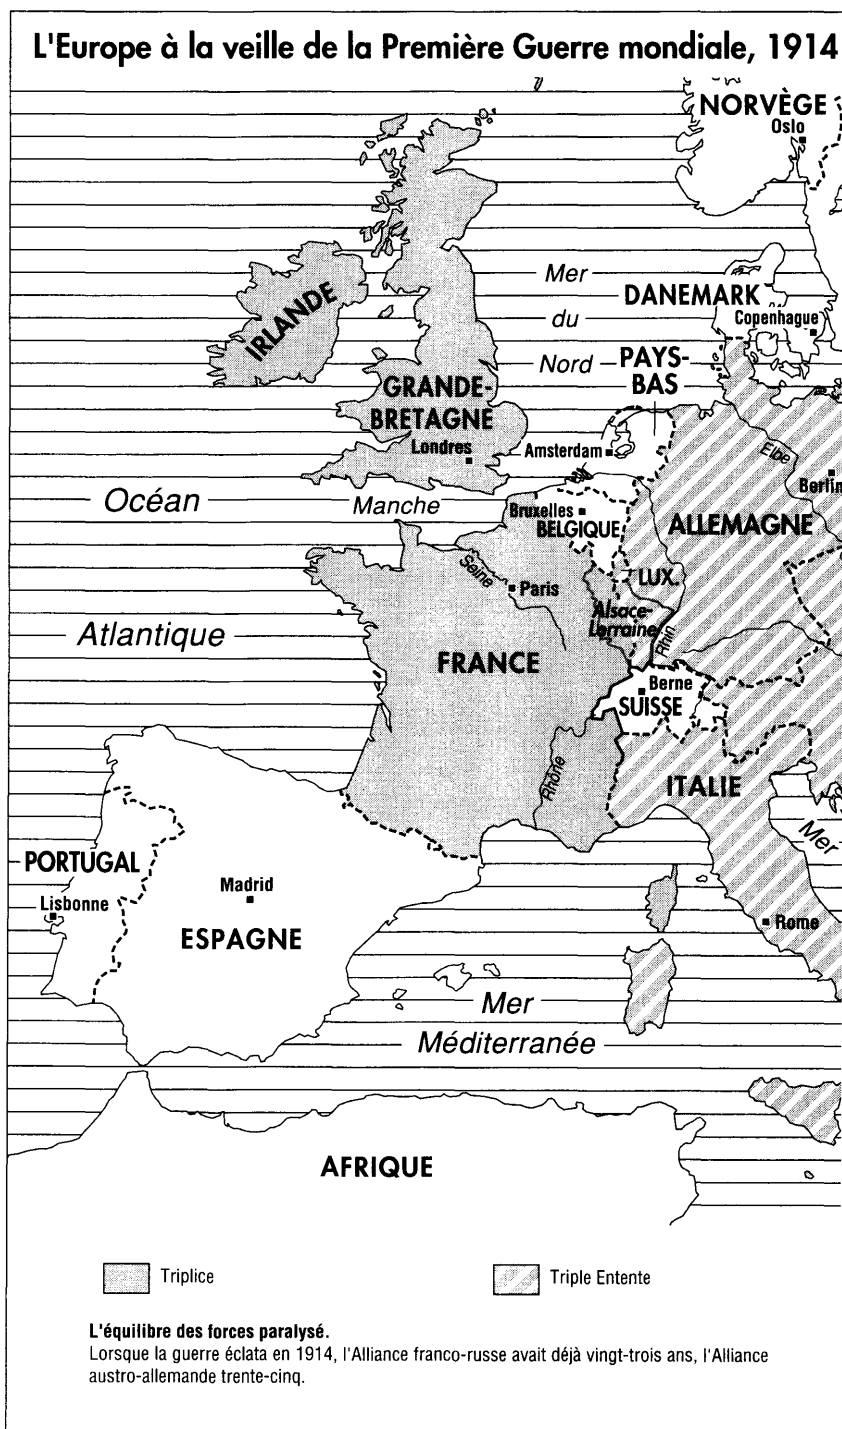 L'Europe à la veille de la Première Guerre mondiale, 1914
NORVÈGE
Oslo
Mer
du
Nord
DANEMARK
Copenhague
IRLANDE
PAYS-
BAS
GRANDE-
BRETAGNE
Londres
Amsterdam
Elbe
Berlin
Océan
Manche
Bruxelles
BELGIQUE
ALLEMAGNE
Seine
Paris
LUX.
Alsace-
Lorraine
Rhin
Atlantique
FRANCE
Berne
SUISSE
Rhône
ITALIE
Mer
PORTUGAL
Lisbonne
Madrid
ESPAGNE
Rome
Mer
Méditerranée
AFRIQUE
Triplice
Triple Entente
L'équilibre des forces paralysé.
Lorsque la guerre éclata en 1914, l'Alliance franco-russe avait déjà vingt-trois ans, l'Alliance
austro-allemande trente-cinq.